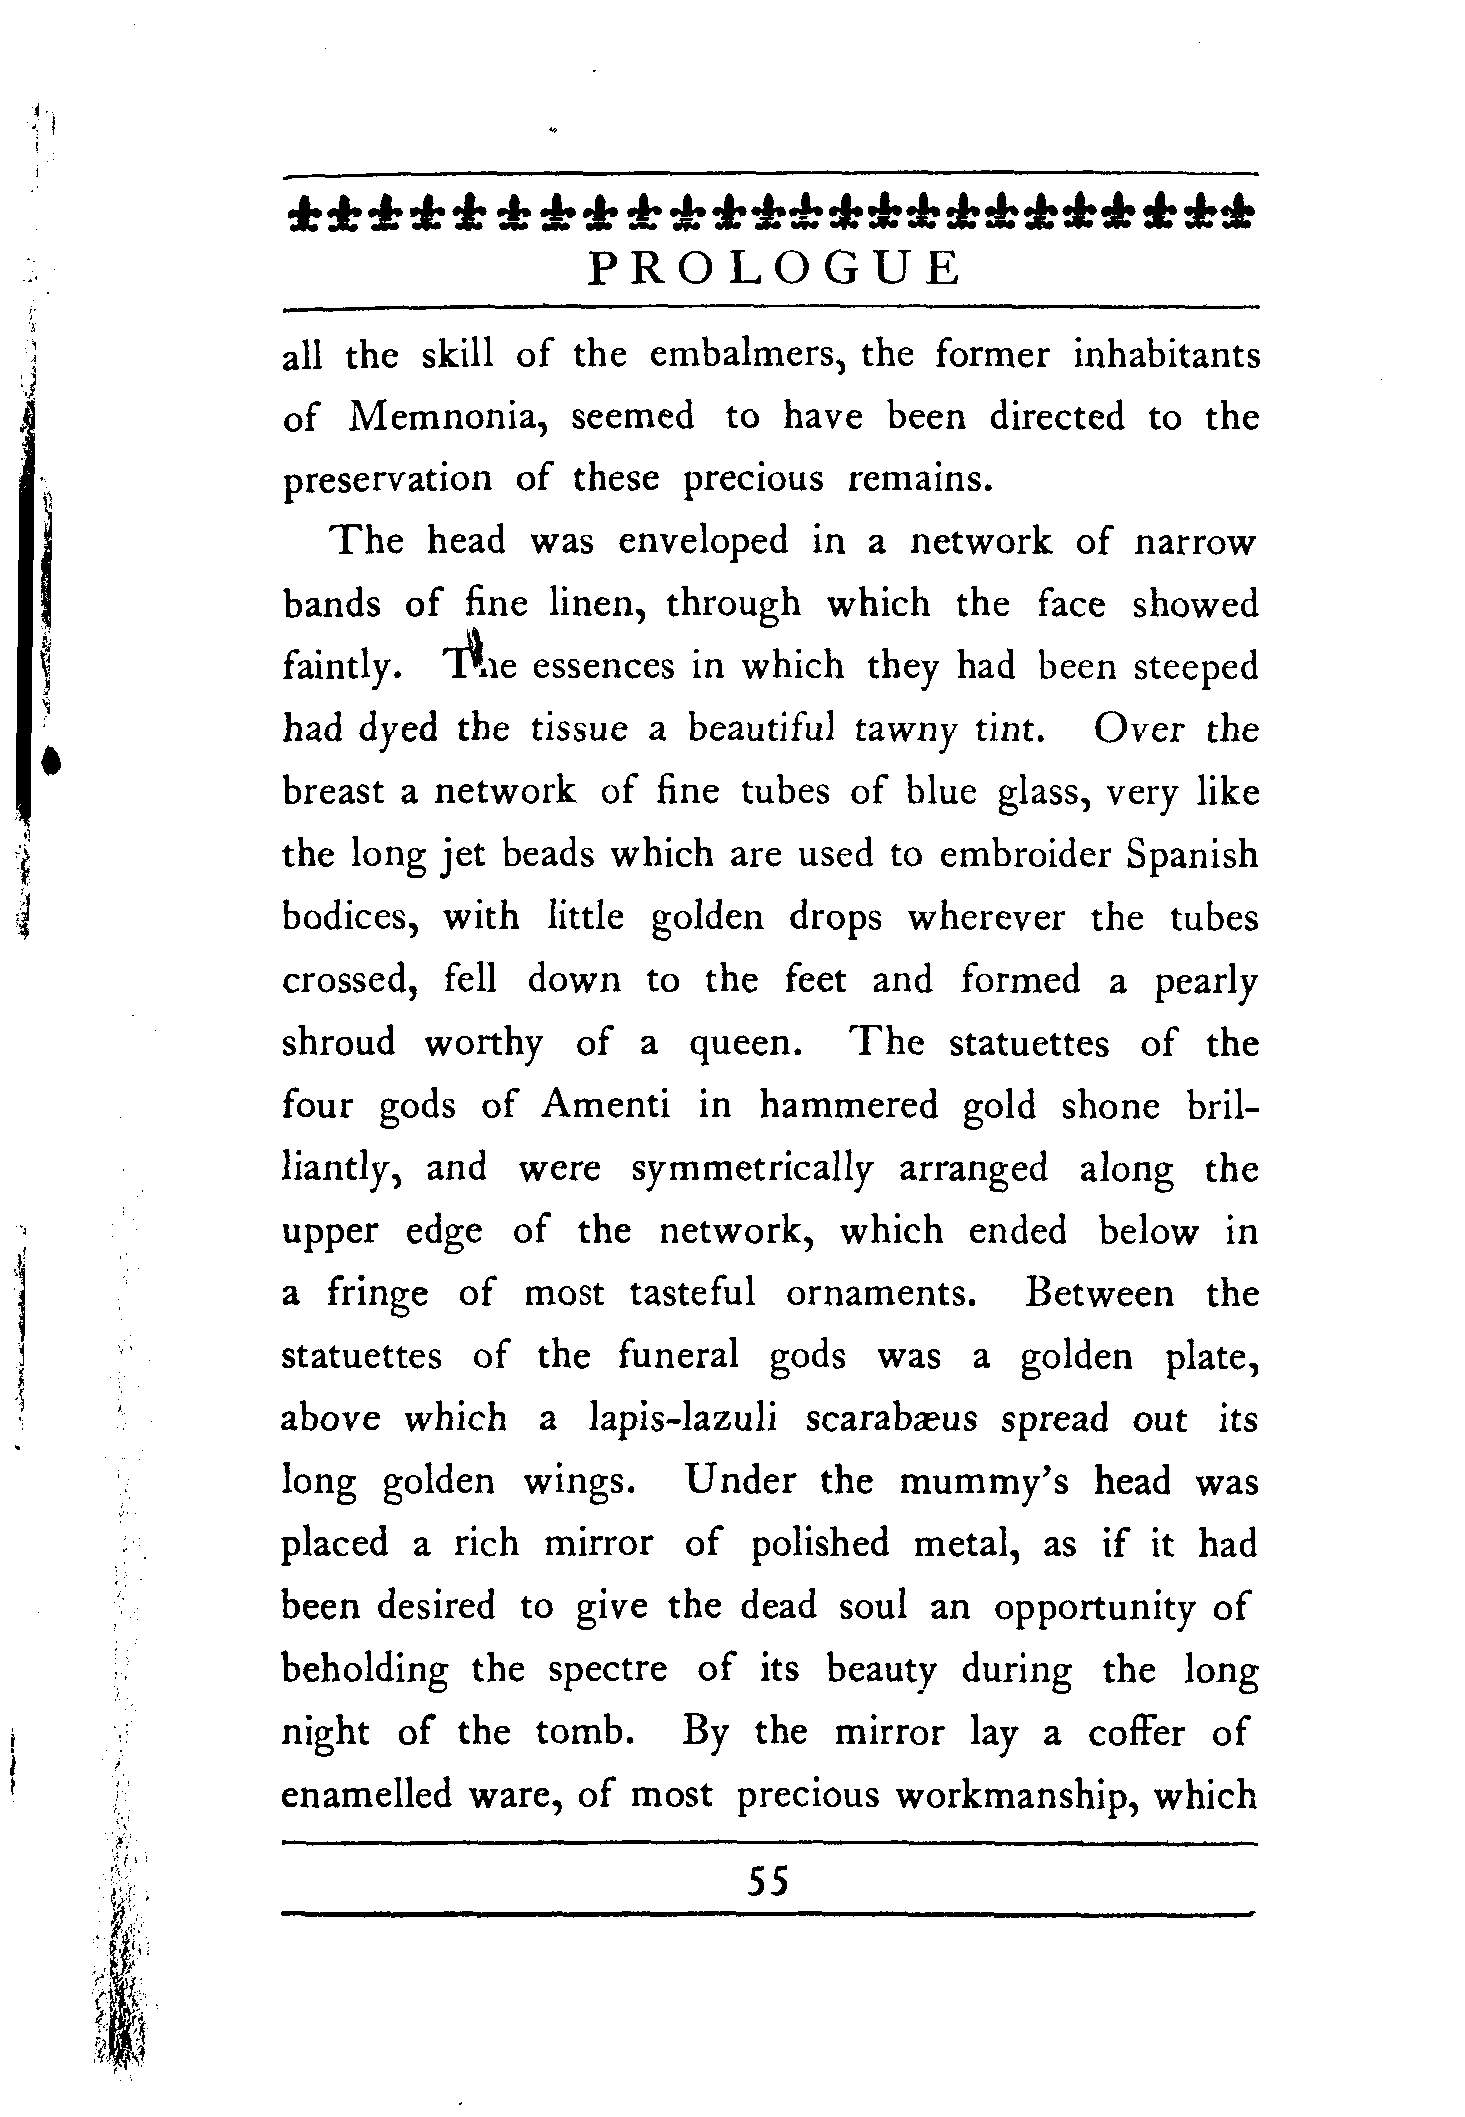 PROLOGUE
all the skill of the embalmers, the former inhabitants
of Memnonia, seemed to have been directed to the
preservation of these precious remains.
The head was enveloped in a network of narrow
bands of fine linen, through which the face showed
faintly. The essences in which they had been steeped
had dyed the tissue a beautiful tawny tint. Over the
breast a network of fine tubes of blue glass, very like
the long jet beads which are used to embroider Spanish
bodices, with little golden drops wherever the tubes
crossed, fell down to the feet and formed a pearly
shroud worthy of a queen. The statuettes of the
four gods of Amenti in hammered gold shone bril-
liantly, and were symmetrically arranged along the
upper edge of the network, which ended below in
a fringe of most tasteful ornaments. Between the
statuettes of the funeral gods was a golden plate,
above which a lapis-lazuli scarabæus spread out its
long golden wings. Under the mummy's head was
placed a rich mirror of polished metal, as if it had
been desired to give the dead soul an opportunity of
beholding the spectre of its beauty during the long
night of the tomb. By the mirror lay a coffer of
enamelled ware, of most precious workmanship, which
55